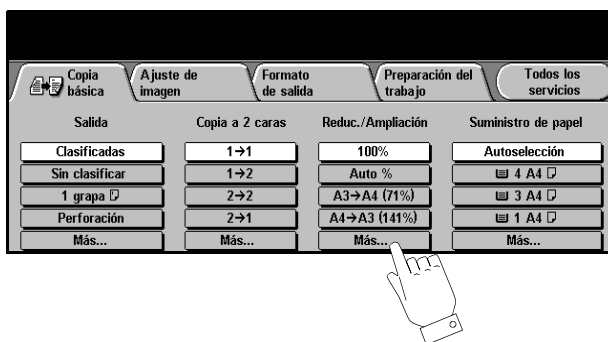 Copia básica
Ajuste de imagen
Formato de salida
Preparación del trabajo
Todos los servicios
Salida
Copia a 2 caras
Reduc./Ampliación
Suministro de papel
Clasificadas
1→1
100%
Autoselección
Sin clasificar
1→2
Auto %
4 A4
1 grapa
2→2
A3→A4 (71%)
3 A4
Perforación
2→1
A4→A3 (141%)
1 A4
Más...
Más...
Más...
Más...